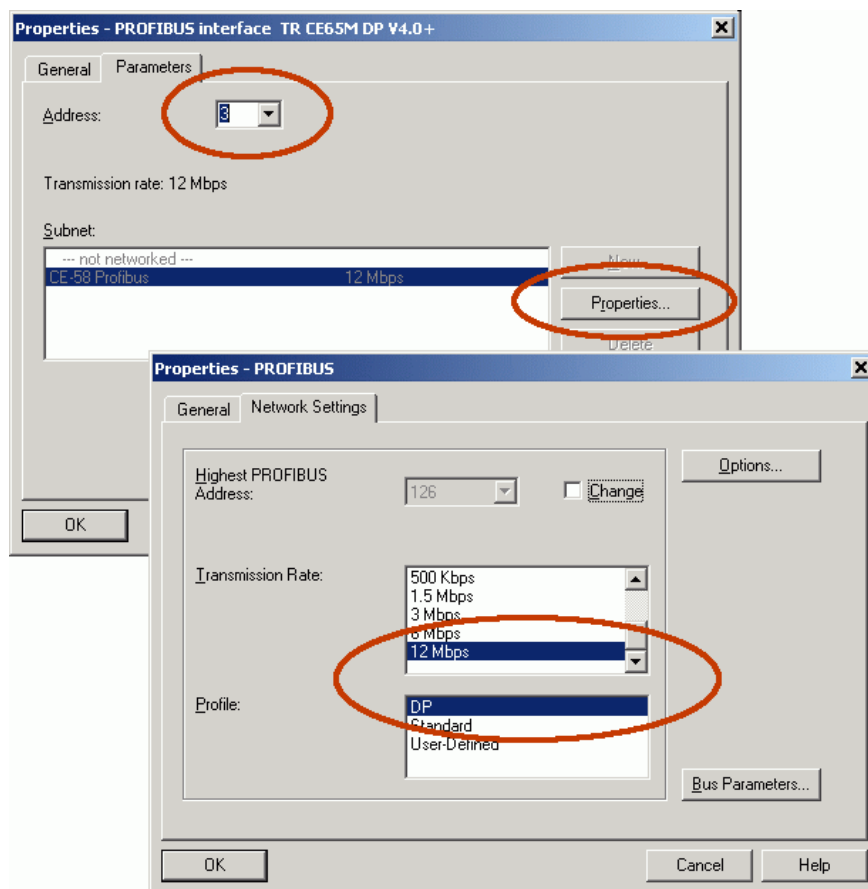 Properties - PROFIBUS interface TR CE65M DP V4.0+
General Parameters
Address: 3
Transmission rate: 12 Mbps
Subnet:
--- not networked ---
CE-58 Profibus 12 Mbps
New...
Properties...
Delete
OK
Properties - PROFIBUS
General Network Settings
Highest PROFIBUS
Address: 126 Change
Options...
Transmission Rate: 500 Kbps
1.5 Mbps
3 Mbps
6 Mbps
12 Mbps
Profile: DP
Standard
User-Defined
Bus Parameters...
OK Cancel Help